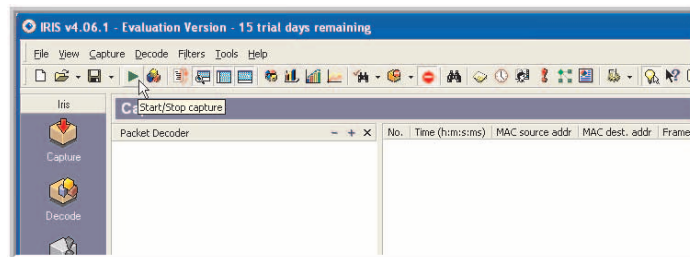 IRIS v4.06.1 - Evaluation Version - 15 trial days remaining
File View Capture Decode Filters Tools Help
Iris
Start/Stop capture
Packet Decoder
No. Time (h:m:s:ms) MAC source addr MAC dest. addr Frame
Capture
Decode